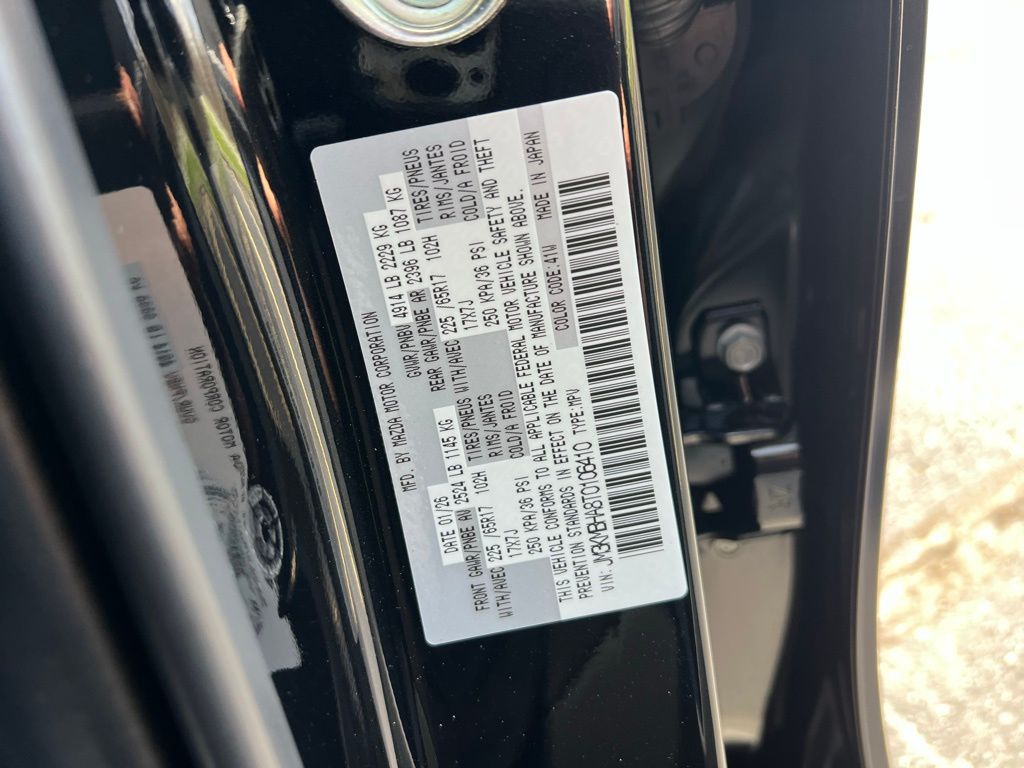 MFD. BY MAZDA MOTOR CORPORATION
DATE 01/26 GVWR/PNBV 4914 LB 2229 KG
FRONT GAWR/PNBE AV 2524 LB 1145 KG REAR GAWR/PNBE AR 2396 LB 1087 KG
WITH/AVEC 225 /65R17 102H TIRES/PNEUS WITH/AVEC 225 /65R17 102H TIRES/PNEUS
17X7J RIMS/JANTES 17X7J RIMS/JANTES
250 KPA/36 PSI COLD/A FROID 250 KPA/36 PSI COLD/A FROID
THIS VEHICLE CONFORMS TO ALL APPLICABLE FEDERAL MOTOR VEHICLE SAFETY AND THEFT
PREVENTION STANDARDS IN EFFECT ON THE DATE OF MANUFACTURE SHOWN ABOVE.
VIN: JM3KMBHA8T0106410 TYPE:MPV COLOR CODE:41W MADE IN JAPAN